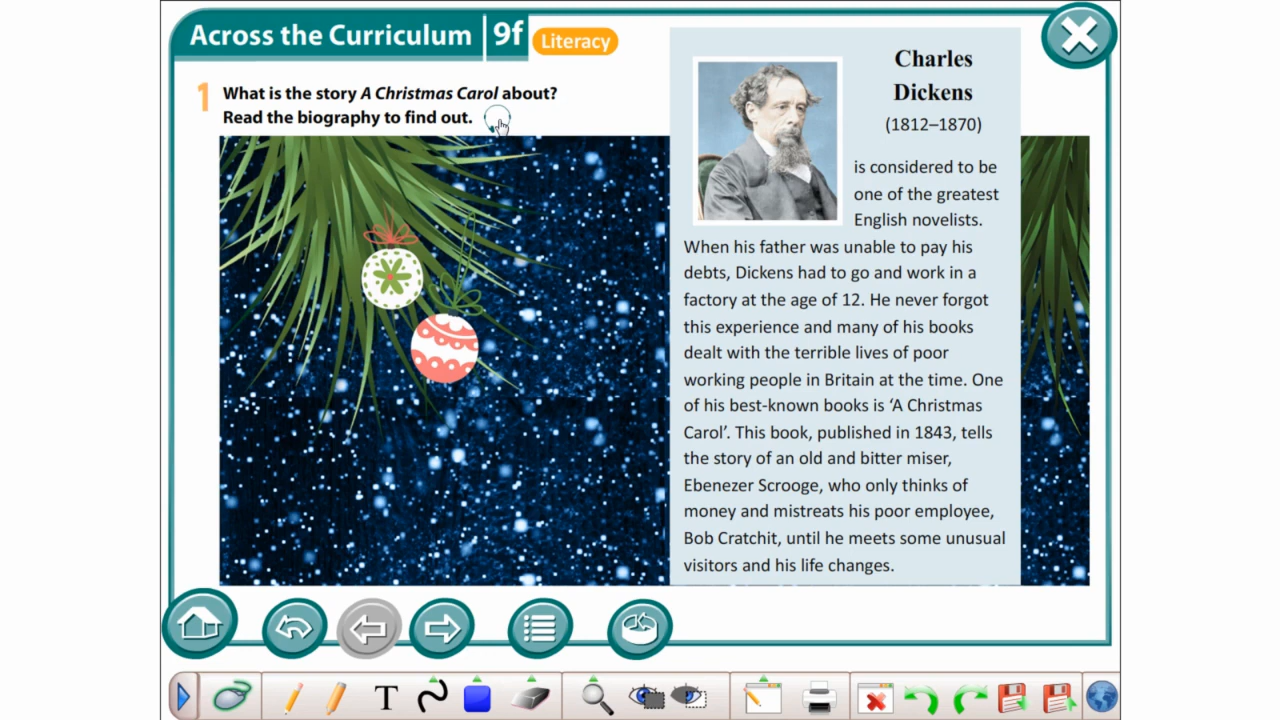 Across the Curriculum 9f Literacy
1 What is the story A Christmas Carol about?
Read the biography to find out.
Charles
Dickens
(1812–1870)
is considered to be
one of the greatest
English novelists.
When his father was unable to pay his
debts, Dickens had to go and work in a
factory at the age of 12. He never forgot
this experience and many of his books
dealt with the terrible lives of poor
working people in Britain at the time. One
of his best-known books is ‘A Christmas
Carol’. This book, published in 1843, tells
the story of an old and bitter miser,
Ebenezer Scrooge, who only thinks of
money and mistreats his poor employee,
Bob Cratchit, until he meets some unusual
visitors and his life changes.
T